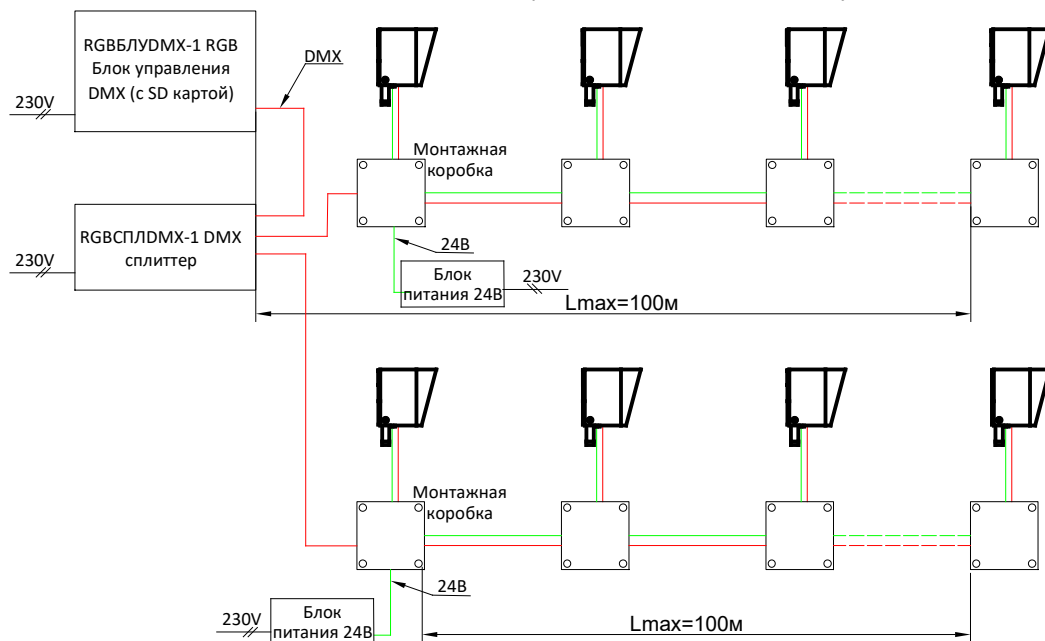 RGBБЛУDMX-1 RGB
Блок управления
DMX (с SD картой)
230V
DMX
Монтажная
коробка
RGBСПЛDMX-1 DMX
сплиттер
230V
24В
Блок
питания 24В
230V
Lmax=100м
Монтажная
коробка
24В
230V
Блок
питания 24В
Lmax=100м